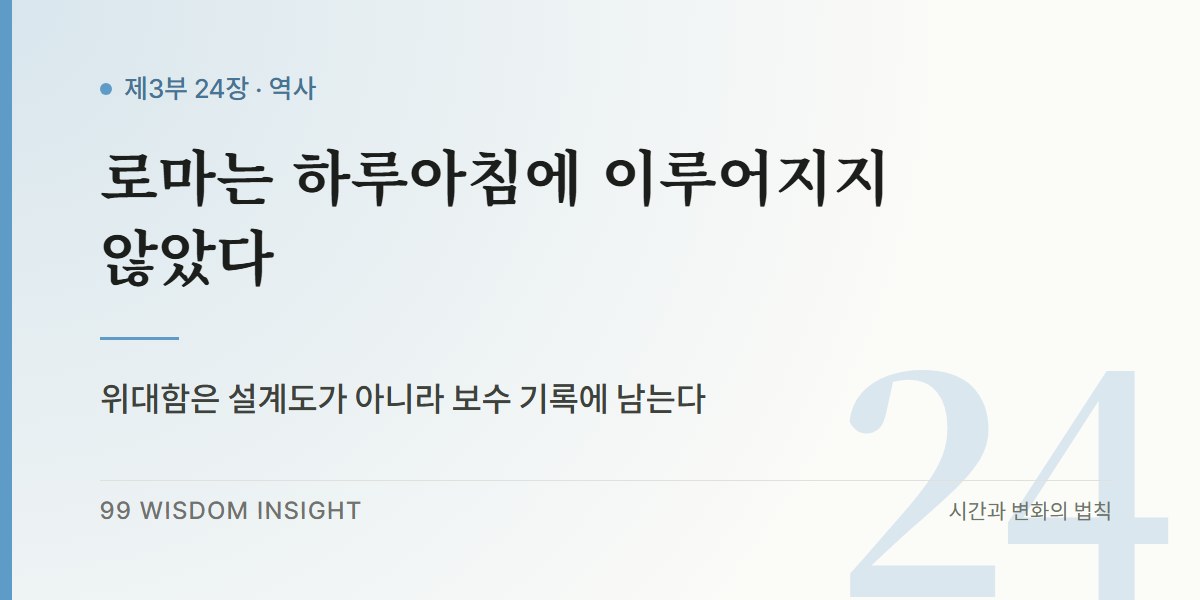 제3부 24장 · 역사
로마는 하루아침에 이루어지지
않았다
위대함은 설계도가 아니라 보수 기록에 남는다
99 WISDOM INSIGHT
시간과 변화의 법칙
24